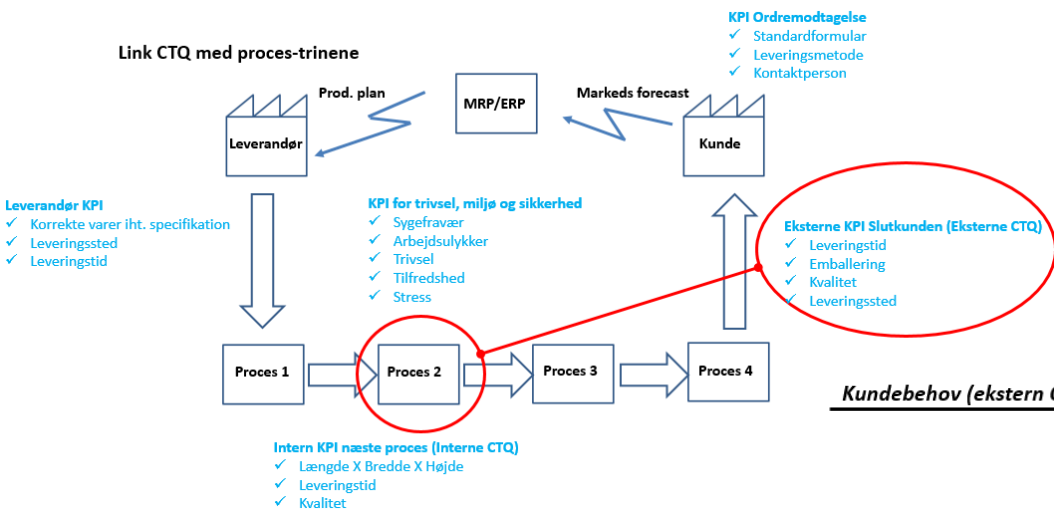 KPI Ordremodtagelse
✓ Standardformular
✓ Leveringsmetode
✓ Kontaktperson
Link CTQ med proces-trinene
Prod. plan
MRP/ERP
Markeds forecast
Leverandør
Kunde
Leverandør KPI
✓ Korrekte varer iht. specifikation
✓ Leveringssted
✓ Leveringstid
KPI for trivsel, miljø og sikkerhed
✓ Sygefravær
✓ Arbejdsulykker
✓ Trivsel
✓ Tilfredshed
✓ Stress
Eksterne KPI Slutkunden (Eksterne CTQ)
✓ Leveringstid
✓ Emballering
✓ Kvalitet
✓ Leveringssted
Proces 1
Proces 2
Proces 3
Proces 4
Kundebehov (ekstern
Intern KPI næste proces (Interne CTQ)
✓ Længde X Bredde X Højde
✓ Leveringstid
✓ Kvalitet